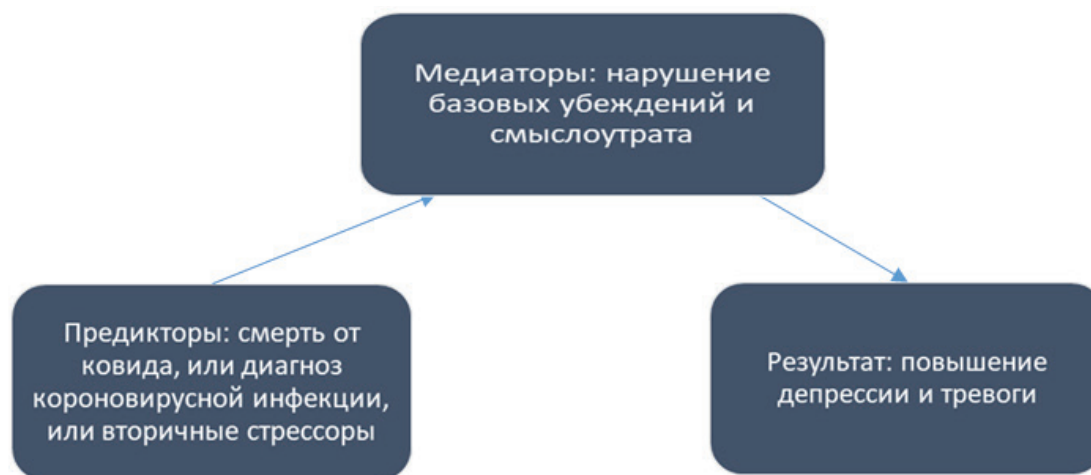 Медиаторы: нарушение
базовых убеждений и
смыслоутрата
Предикторы: смерть от
ковида, или диагноз
короновирусной инфекции,
или вторичные стрессоры
Результат: повышение
депрессии и тревоги